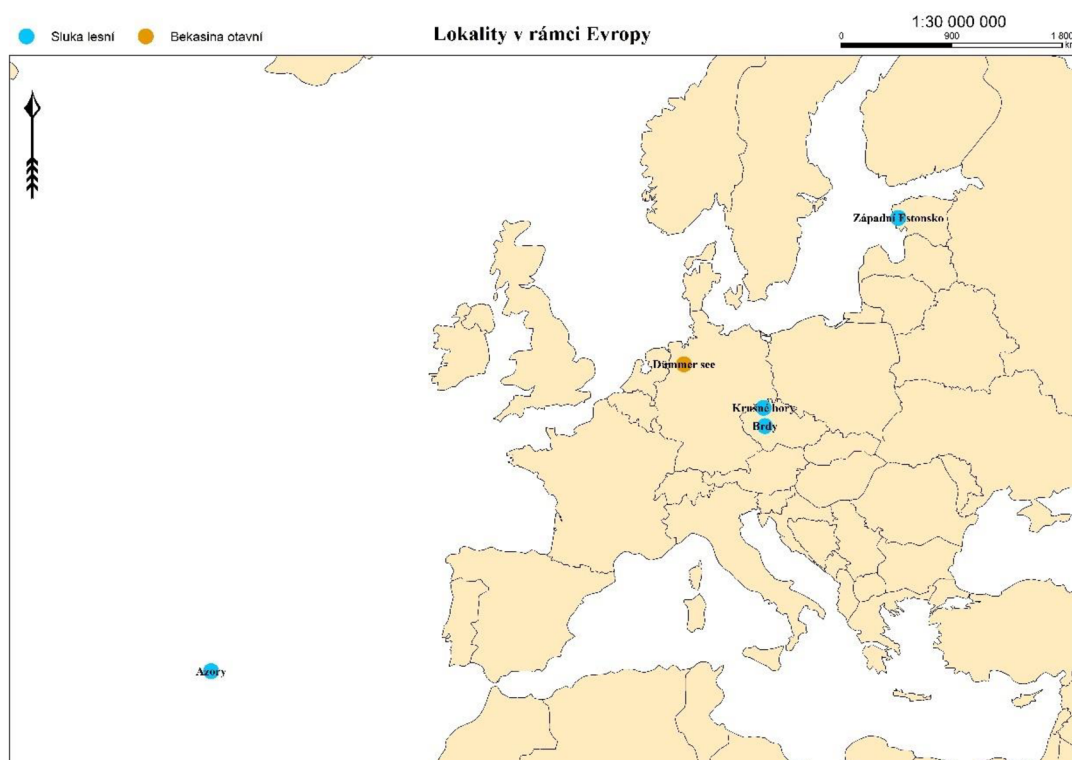 Sluka lesní
Bekasina otavní
Lokality v rámci Evropy
1:30 000 000
0
900
1 800
km
Západní Estonsko
Dümmer see
Krušné hory
Brdy
Azory